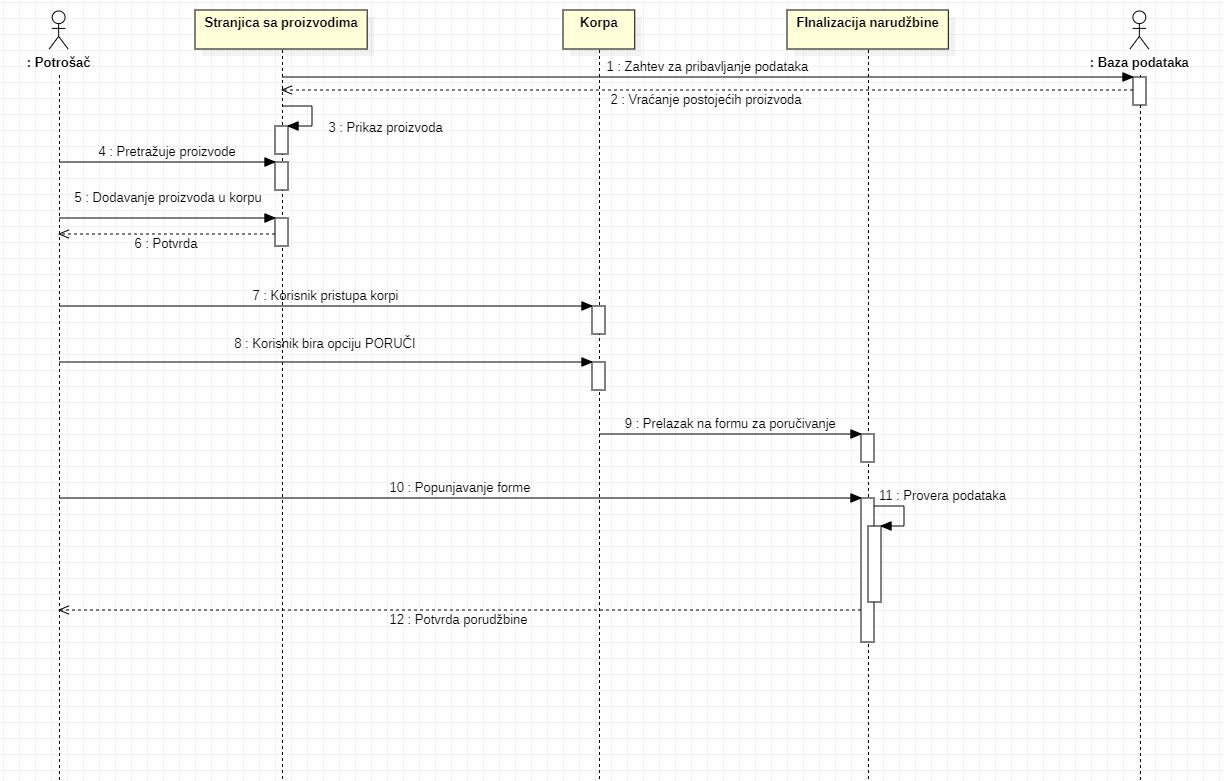 Stranjica sa proizvodima
Korpa
FInalizacija narudžbine
: Potrošač
: Baza podataka
1 : Zahtev za pribavljanje podataka
2 : Vraćanje postojećih proizvoda
3 : Prikaz proizvoda
4 : Pretražuje proizvode
5 : Dodavanje proizvoda u korpu
6 : Potvrda
7 : Korisnik pristupa korpi
8 : Korisnik bira opciju PORUČI
9 : Prelazak na formu za poručivanje
10 : Popunjavanje forme
11 : Provera podataka
12 : Potvrda porudžbine